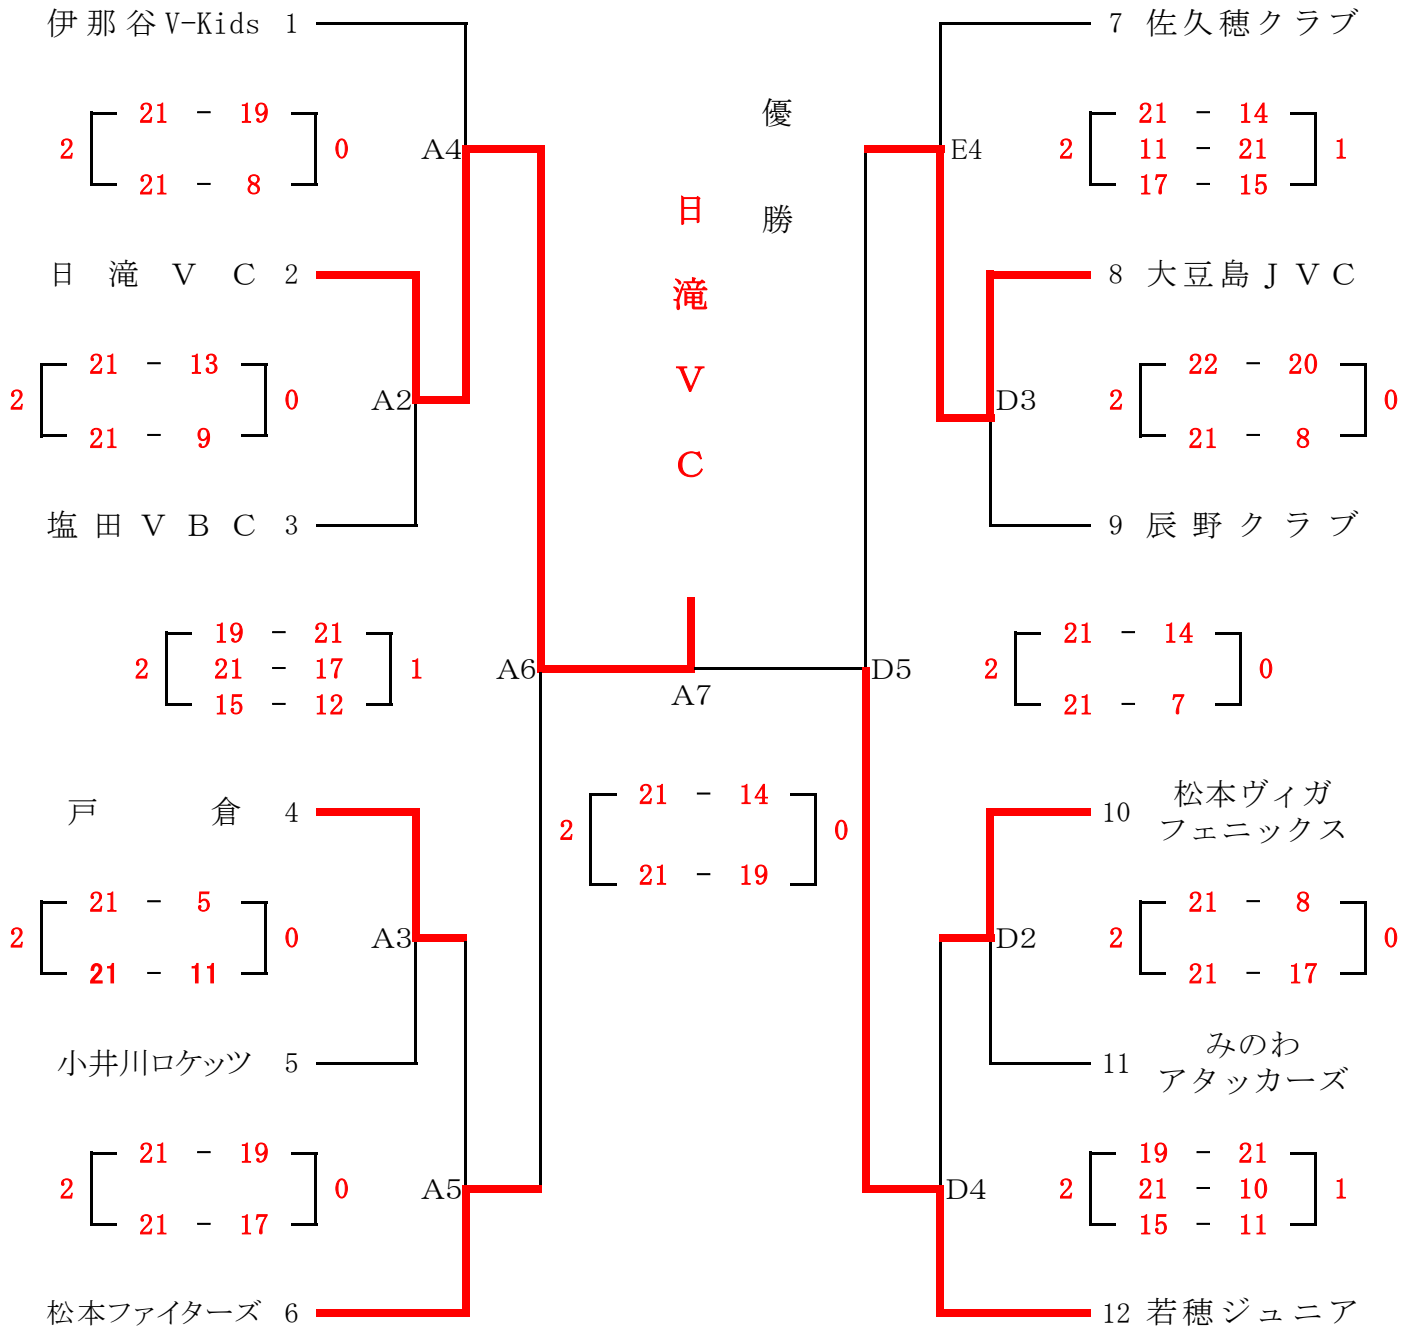 伊那谷V-Kids 1
7 佐久穂クラブ
21 - 19
2 0
21 - 8
A4
優勝
E4
21 - 14
2 11 - 21 1
17 - 15
日滝VC 2
日滝VC
8 大豆島JVC
21 - 13
2 0
21 - 9
A2
D3
22 - 20
2 0
21 - 8
塩田VBC 3
9 辰野クラブ
19 - 21
2 21 - 17 1
15 - 12
A6
A7
D5
21 - 14
2 0
21 - 7
戸倉 4
21 - 14
2 0
21 - 19
10 松本ヴィガ
フェニックス
21 - 5
2 0
21 - 11
A3
D2
21 - 8
2 0
21 - 17
小井川ロケッツ 5
11 みのわ
アタッカーズ
21 - 19
2 0
21 - 17
A5
D4
19 - 21
2 21 - 10 1
15 - 11
松本ファイターズ 6
12 若穂ジュニア